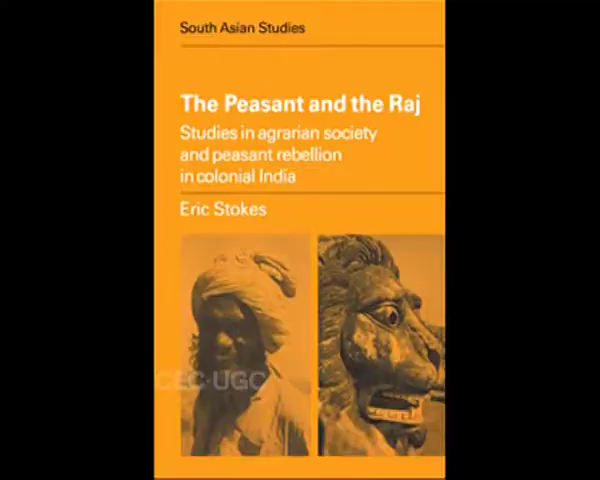 South Asian Studies
The Peasant and the Raj
Studies in agrarian society
and peasant rebellion
in colonial India
Eric Stokes
CEC-UGC